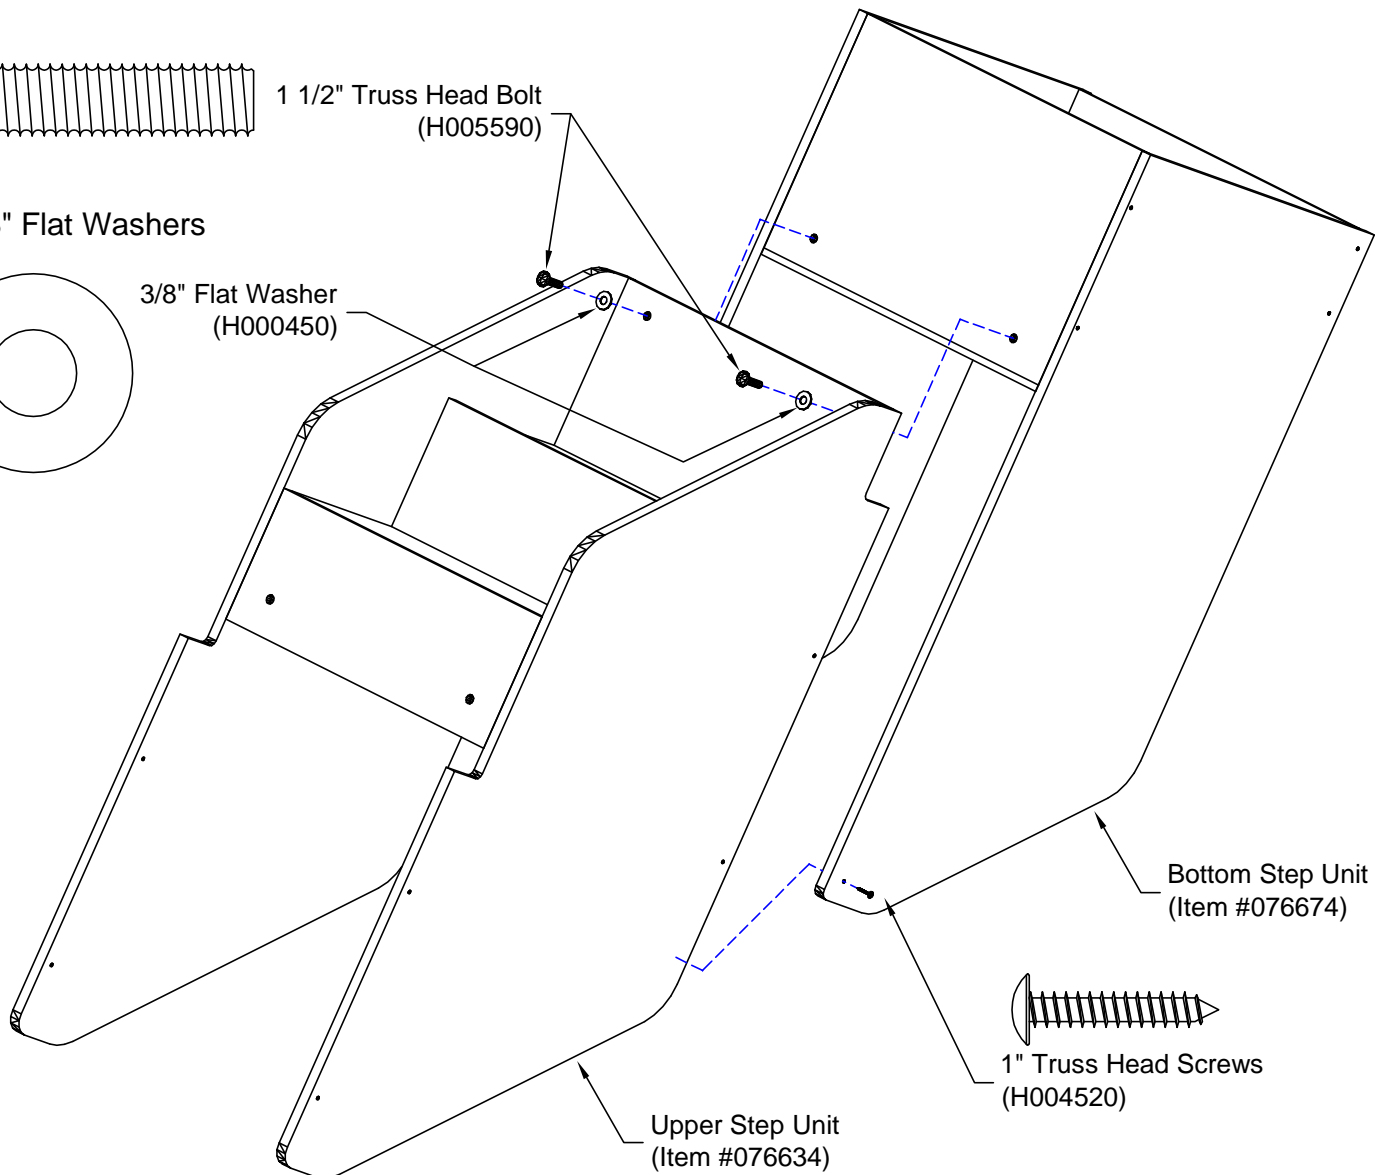 1 1/2" Truss Head Bolt
(H005590)
" Flat Washers
3/8" Flat Washer
(H000450)
Bottom Step Unit
(Item #076674)
1" Truss Head Screws
(H004520)
Upper Step Unit
(Item #076634)